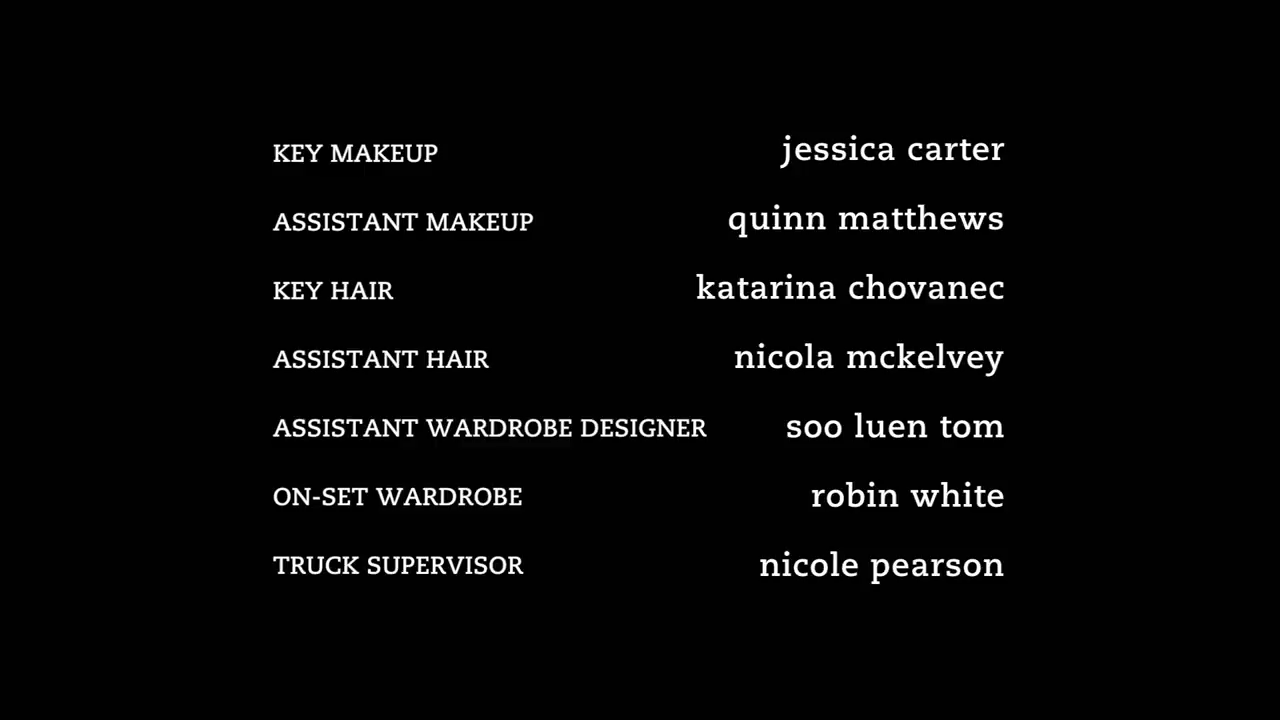 KEY MAKEUP jessica carter
ASSISTANT MAKEUP quinn matthews
KEY HAIR katarina chovanec
ASSISTANT HAIR nicola mckelvey
ASSISTANT WARDROBE DESIGNER soo luen tom
ON-SET WARDROBE robin white
TRUCK SUPERVISOR nicole pearson